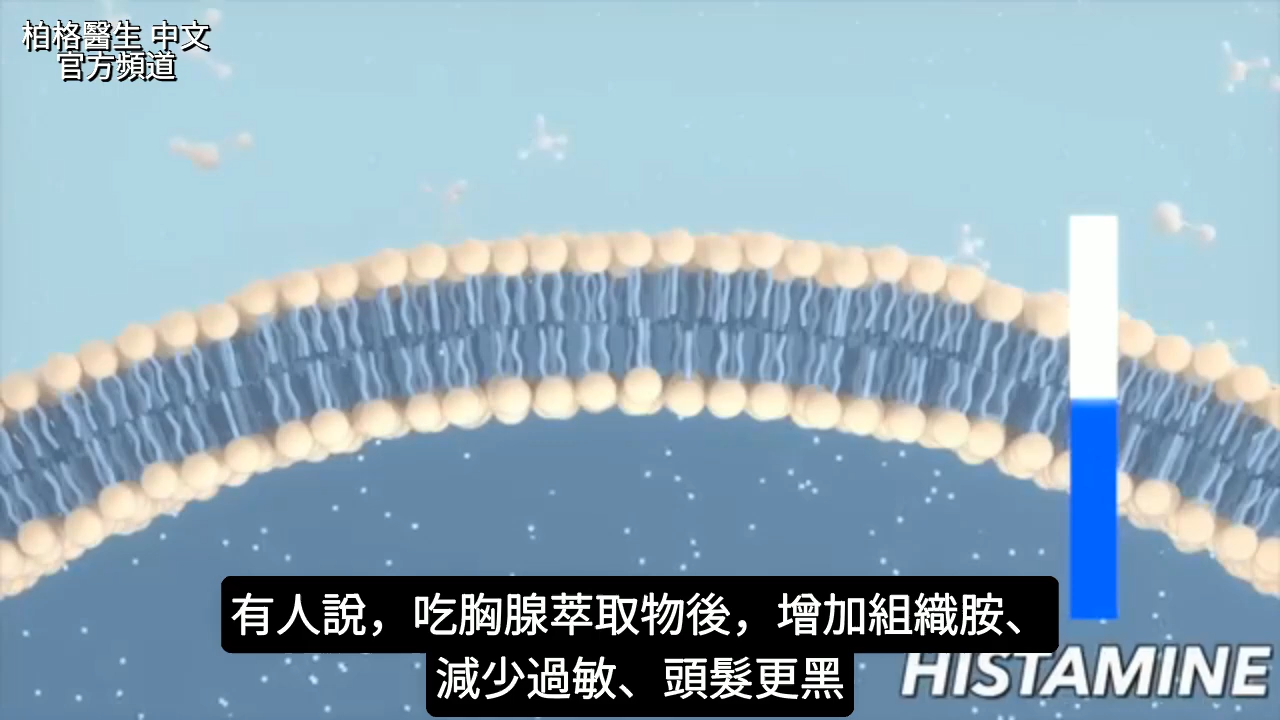 柏格醫生 中文
官方頻道
有人說，吃胸腺萃取物後，增加組織胺、
減少過敏、頭髮更黑
HISTAMINE